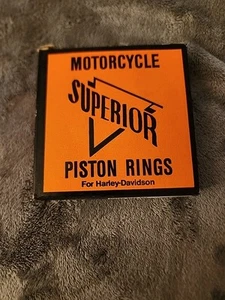 MOTORCYCLE
SUPERIOR
PISTON RINGS
For Harley-Davidson